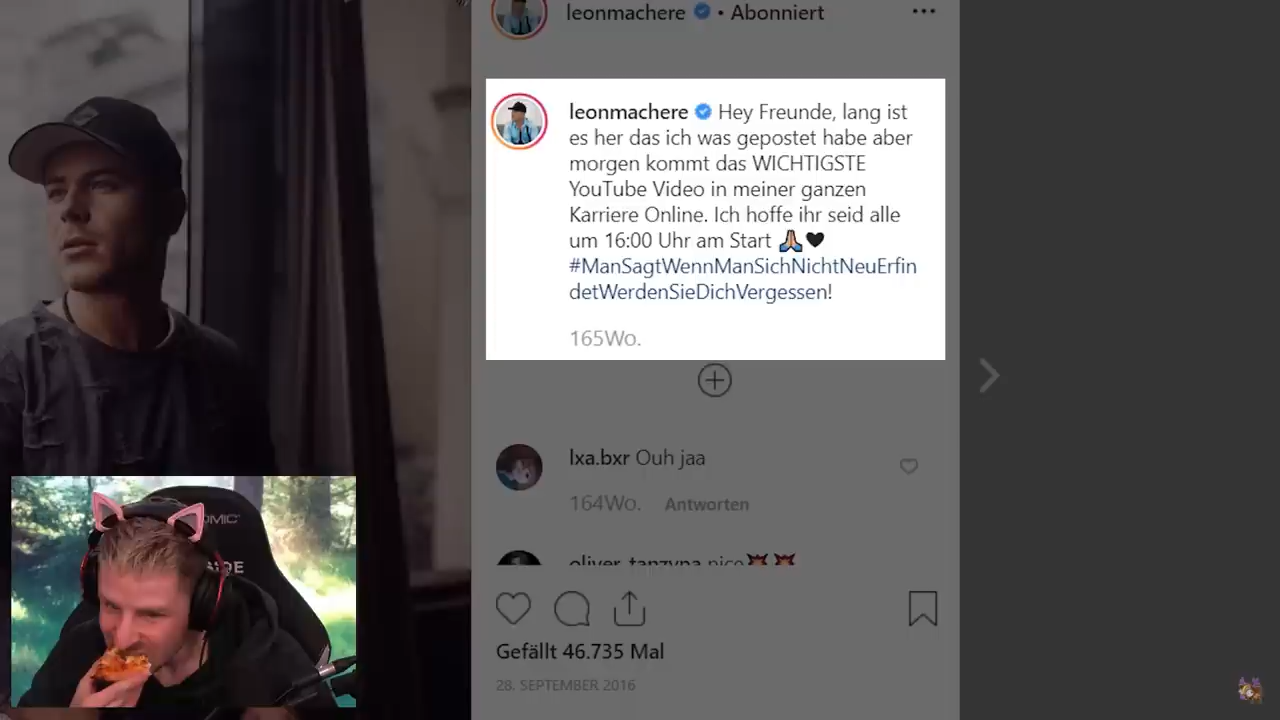 leonmachere • Abonniert
leonmachere Hey Freunde, lang ist
es her das ich was gepostet habe aber
morgen kommt das WICHTIGSTE
YouTube Video in meiner ganzen
Karriere Online. Ich hoffe ihr seid alle
um 16:00 Uhr am Start 🙏🖤
#ManSagtWennManSichNichtNeuErfin
detWerdenSieDichVergessen!
165Wo.
lxa.bxr Ouh jaa
164Wo. Antworten
oliver_tanzyna nice💥💥
Gefällt 46.735 Mal
28. SEPTEMBER 2016